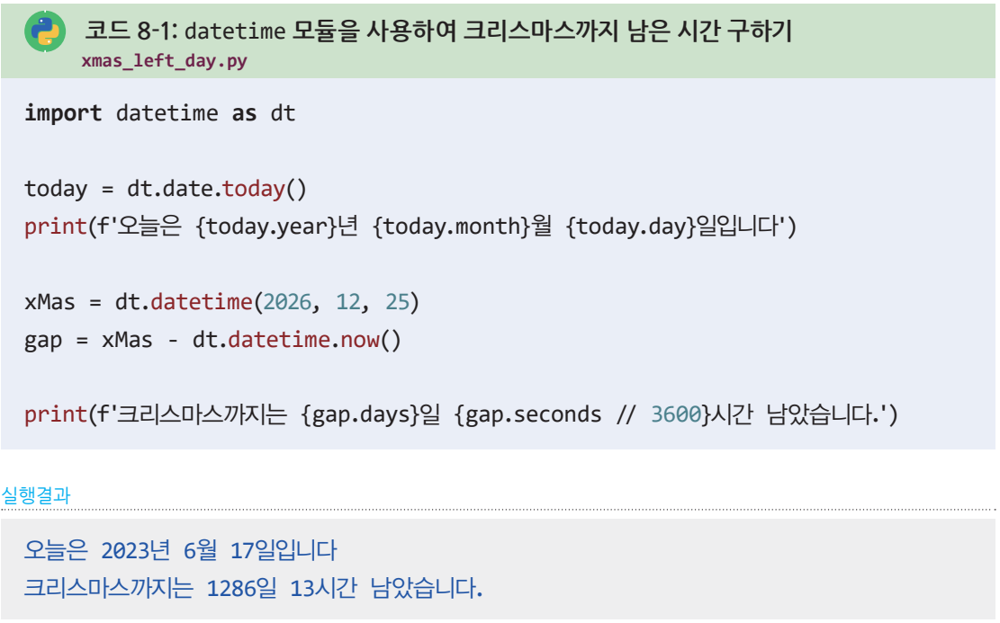 코드 8-1: datetime 모듈을 사용하여 크리스마스까지 남은 시간 구하기
xmas_left_day.py
import datetime as dt
today = dt.date.today()
print(f'오늘은 {today.year}년 {today.month}월 {today.day}일입니다')
xMas = dt.datetime(2026, 12, 25)
gap = xMas - dt.datetime.now()
print(f'크리스마스까지는 {gap.days}일 {gap.seconds // 3600}시간 남았습니다.')
실행결과
오늘은 2023년 6월 17일입니다
크리스마스까지는 1286일 13시간 남았습니다.